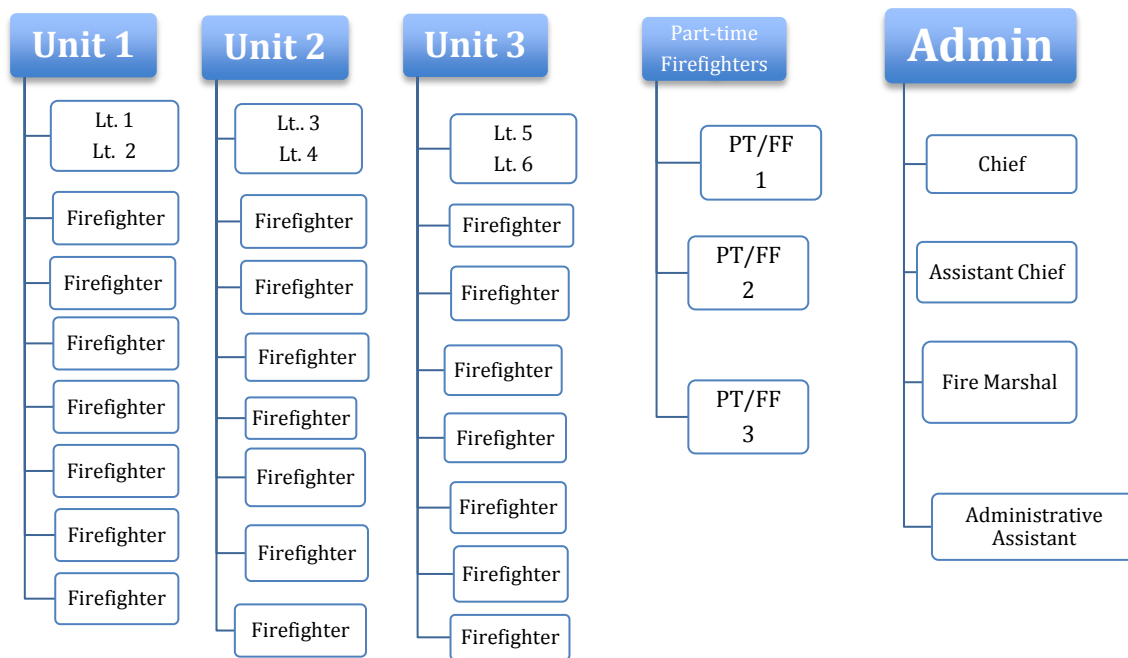 Unit 1
Lt. 1
Lt. 2
Firefighter
Firefighter
Firefighter
Firefighter
Firefighter
Firefighter
Firefighter
Unit 2
Lt.. 3
Lt. 4
Firefighter
Firefighter
Firefighter
Firefighter
Firefighter
Firefighter
Firefighter
Unit 3
Lt. 5
Lt. 6
Firefighter
Firefighter
Firefighter
Firefighter
Firefighter
Firefighter
Firefighter
Part-time
Firefighters
PT/FF
1
PT/FF
2
PT/FF
3
Admin
Chief
Assistant Chief
Fire Marshal
Administrative
Assistant